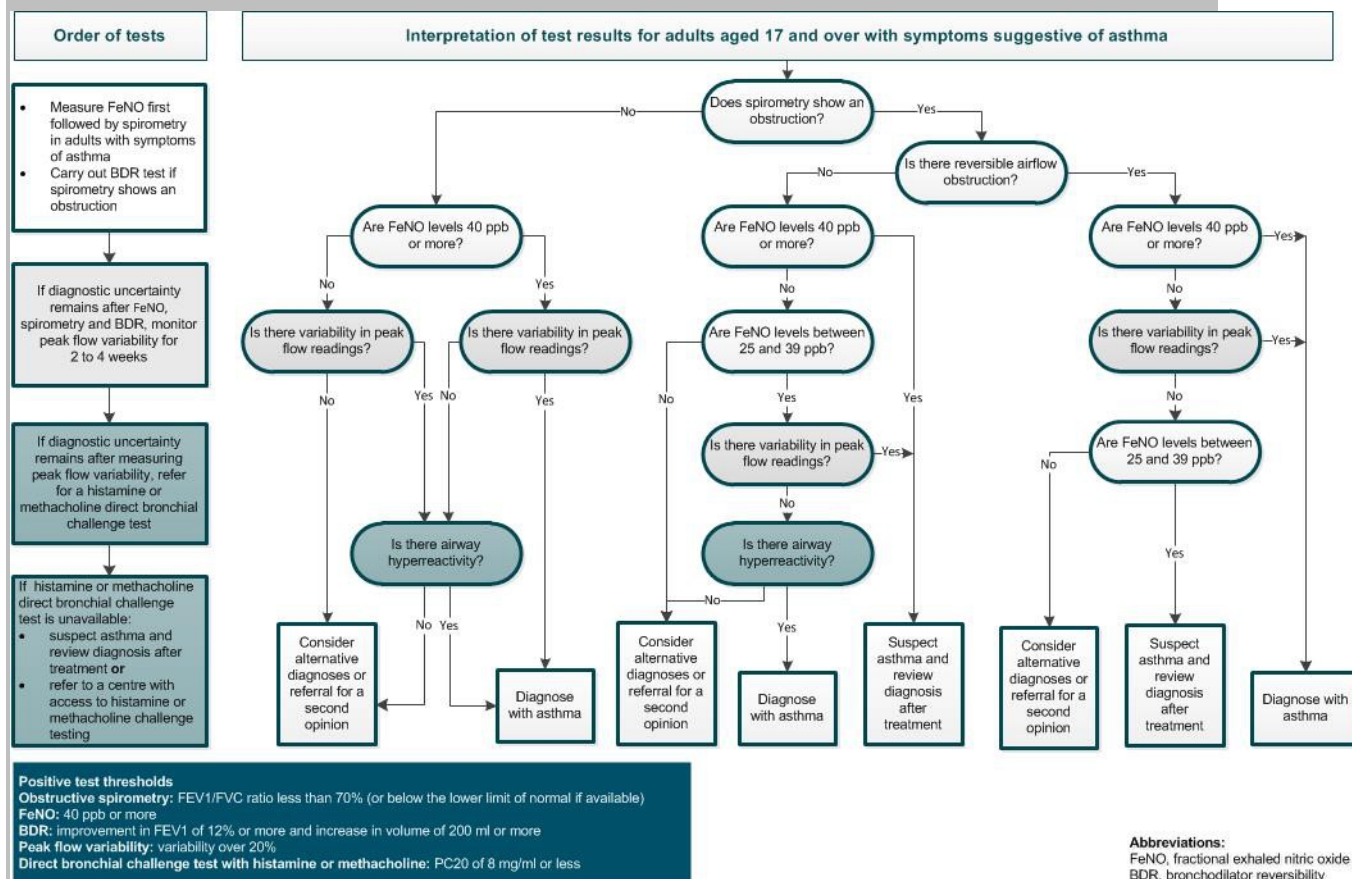 Order of tests
Interpretation of test results for adults aged 17 and over with symptoms suggestive of asthma
• Measure FeNO first
followed by spirometry
in adults with symptoms
of asthma
• Carry out BDR test if
spirometry shows an
obstruction
If diagnostic uncertainty
remains after FeNO,
spirometry and BDR, monitor
peak flow variability for
2 to 4 weeks
If diagnostic uncertainty
remains after measuring
peak flow variability, refer
for a histamine or
methacholine direct bronchial
challenge test
If histamine or methacholine
direct bronchial challenge
test is unavailable:
• suspect asthma and
review diagnosis after
treatment or
• refer to a centre with
access to histamine or
methacholine challenge
testing
Does spirometry show an
obstruction?
No
Yes
Is there reversible airflow
obstruction?
No
Yes
Are FeNO levels 40 ppb
or more?
No
Yes
Is there variability in peak
flow readings?
Is there variability in peak
flow readings?
No
Yes
No
Yes
Is there airway
hyperreactivity?
No
Yes
Consider
alternative
diagnoses or
referral for a
second
opinion
Diagnose
with asthma
Are FeNO levels 40 ppb
or more?
No
Yes
Are FeNO levels between
25 and 39 ppb?
No
Yes
Is there variability in peak
flow readings?
Yes
No
Is there airway
hyperreactivity?
No
Yes
Consider
alternative
diagnoses or
referral for a
second
opinion
Diagnose
with asthma
Suspect
asthma and
review
diagnosis
after
treatment
Are FeNO levels 40 ppb
or more?
Yes
No
Is there variability in peak
flow readings?
Yes
No
Are FeNO levels between
25 and 39 ppb?
No
Yes
Consider
alternative
diagnoses or
referral for a
second
opinion
Suspect
asthma and
review
diagnosis
after
treatment
Diagnose with
asthma
Positive test thresholds
Obstructive spirometry: FEV1/FVC ratio less than 70% (or below the lower limit of normal if available)
FeNO: 40 ppb or more
BDR: improvement in FEV1 of 12% or more and increase in volume of 200 ml or more
Peak flow variability: variability over 20%
Direct bronchial challenge test with histamine or methacholine: PC20 of 8 mg/ml or less
Abbreviations:
FeNO, fractional exhaled nitric oxide
BDR, bronchodilator reversibility